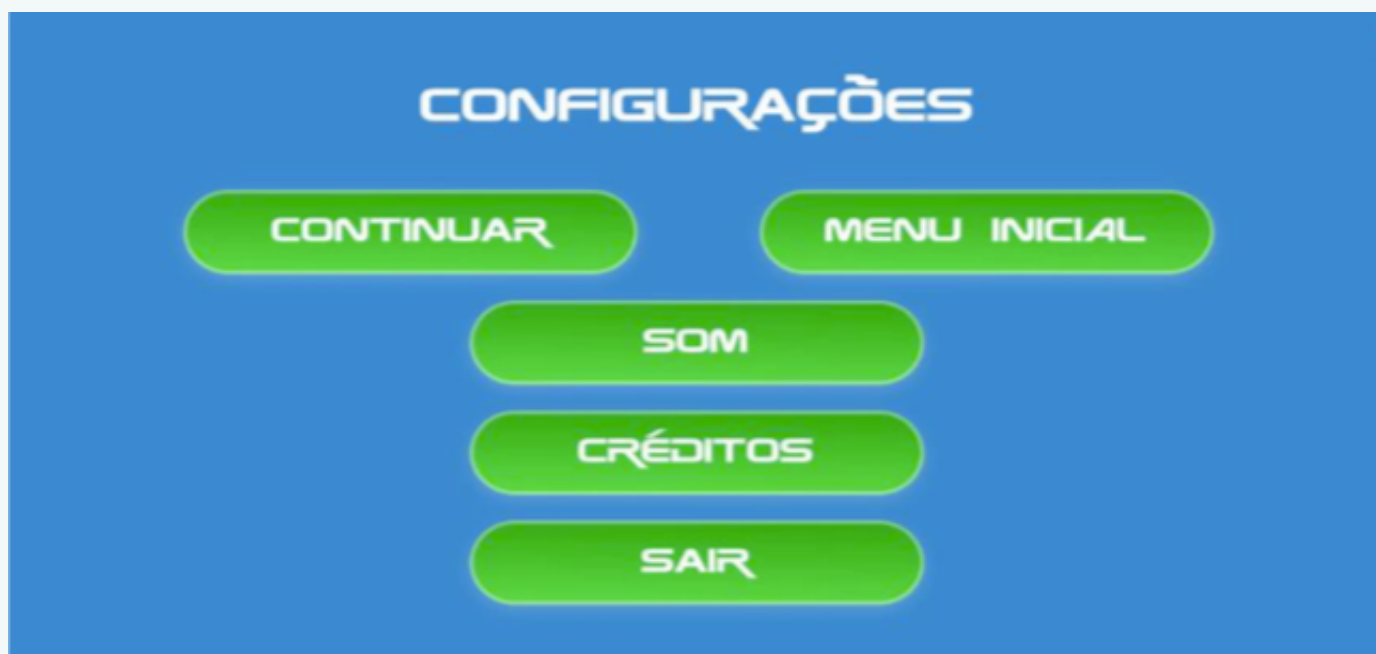 CONFIGURAÇÕES
CONTINUAR MENU INICIAL
SOM
CRÉDITOS
SAIR